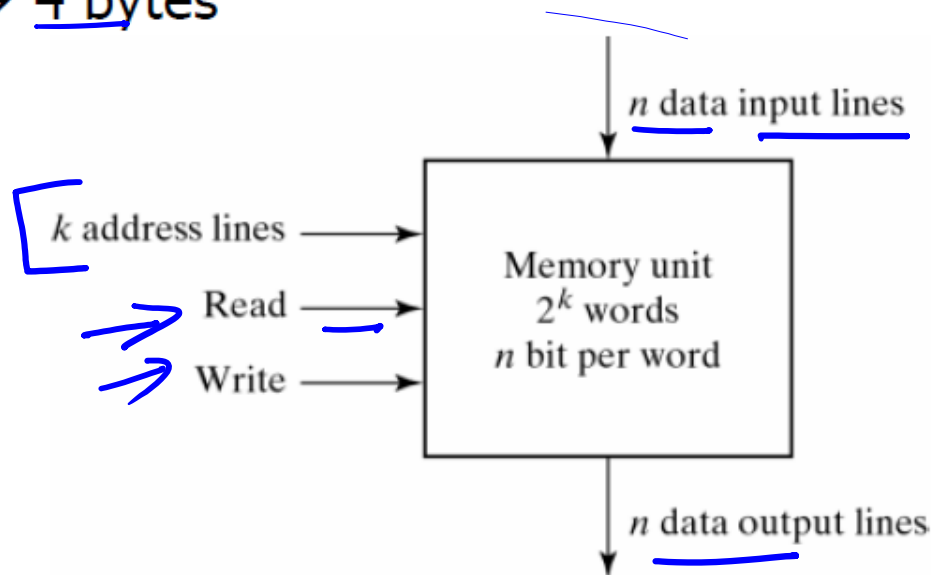 4 bytes
n data input lines
k address lines
Read
Write
Memory unit
2^k words
n bit per word
n data output lines